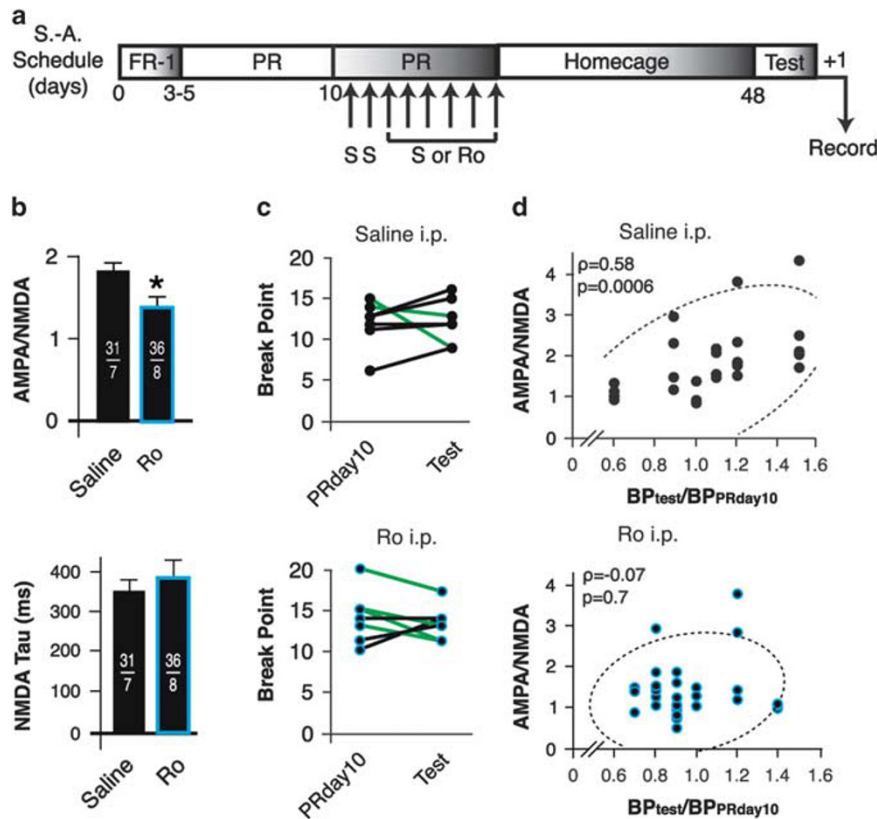 a
S.-A.
Schedule
(days)
FR-1 PR PR Homecage Test +1
0 3-5 10 48
S S S or Ro Record
b
AMPA/NMDA
2
1
0
31
7
36
8
*
Saline Ro
NMDA Tau (ms)
400
300
200
100
0
31
7
36
8
Saline Ro
c
Saline i.p.
Break Point
20
15
10
5
0
PRday10 Test
Ro i.p.
Break Point
20
15
10
5
0
PRday10 Test
d
Saline i.p.
ρ=0.58
p=0.0006
AMPA/NMDA
4
3
2
1
0
0 0.6 0.8 1.0 1.2 1.4 1.6
BPtest/BPPRday10
Ro i.p.
ρ=-0.07
p=0.7
AMPA/NMDA
4
3
2
1
0
0 0.6 0.8 1.0 1.2 1.4 1.6
BPtest/BPPRday10